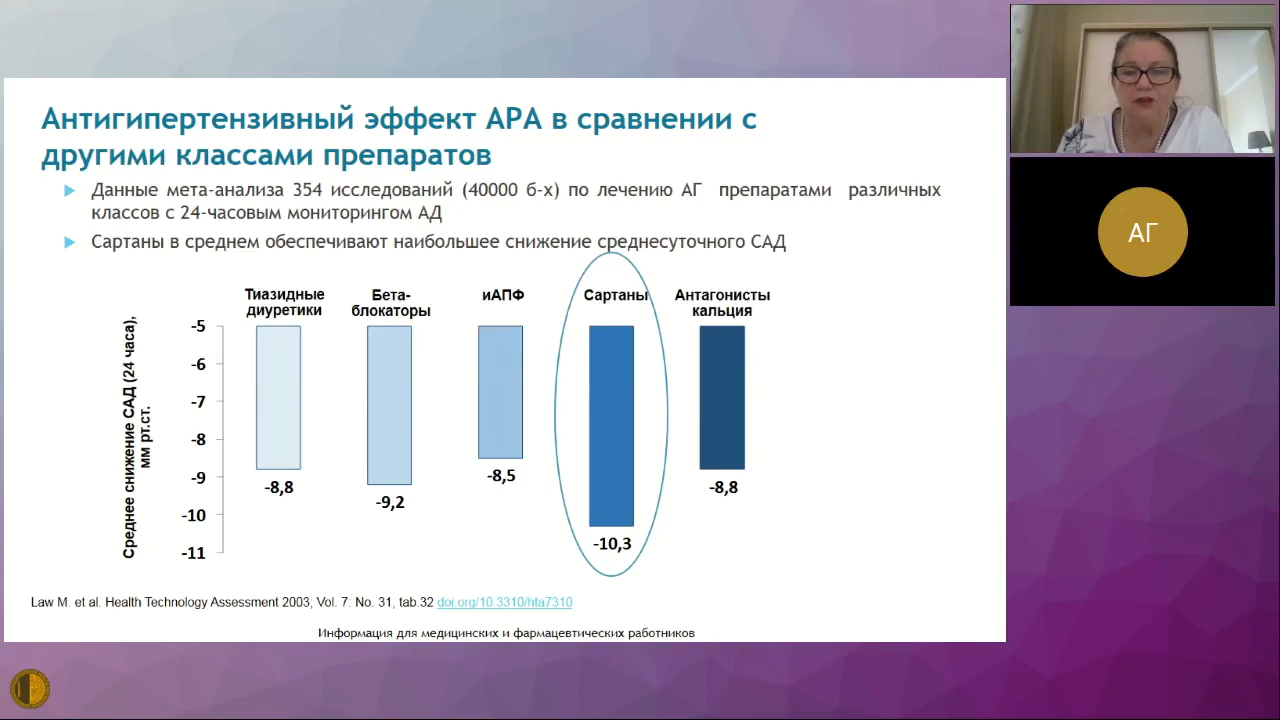 Антигипертензивный эффект АРА в сравнении с
другими классами препаратов
Данные мета-анализа 354 исследований (40000 б-х) по лечению АГ препаратами различных
классов с 24-часовым мониторингом АД
Сартаны в среднем обеспечивают наибольшее снижение среднесуточного САД
Тиазидные
диуретики
Бета-
блокаторы
иАПФ
Сартаны
Антагонисты
кальция
Среднее снижение САД (24 часа),
мм рт.ст.
-5
-6
-7
-8
-9
-10
-11
-8,8
-9,2
-8,5
-10,3
-8,8
Law M. et al. Health Technology Assessment 2003; Vol. 7. No. 31, tab.32 doi.org/10.3310/hta7310
Информация для медицинских и фармацевтических работников
АГ